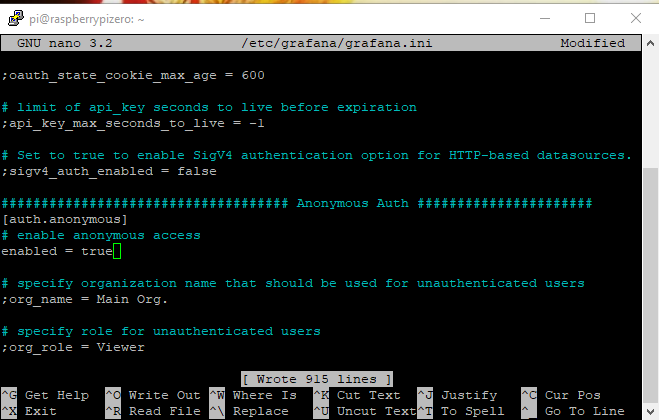 pi@raspberrypizero: ~
GNU nano 3.2 /etc/grafana/grafana.ini Modified
;oauth_state_cookie_max_age = 600
# limit of api_key seconds to live before expiration
;api_key_max_seconds_to_live = -1
# Set to true to enable SigV4 authentication option for HTTP-based datasources.
;sigv4_auth_enabled = false
#################################### Anonymous Auth ######################
[auth.anonymous]
# enable anonymous access
enabled = true
# specify organization name that should be used for unauthenticated users
;org_name = Main Org.
# specify role for unauthenticated users
;org_role = Viewer
[ Wrote 915 lines ]
^G Get Help ^O Write Out ^W Where Is ^K Cut Text ^J Justify ^C Cur Pos
^X Exit ^R Read File ^\ Replace ^U Uncut Text ^T To Spell ^_ Go To Line